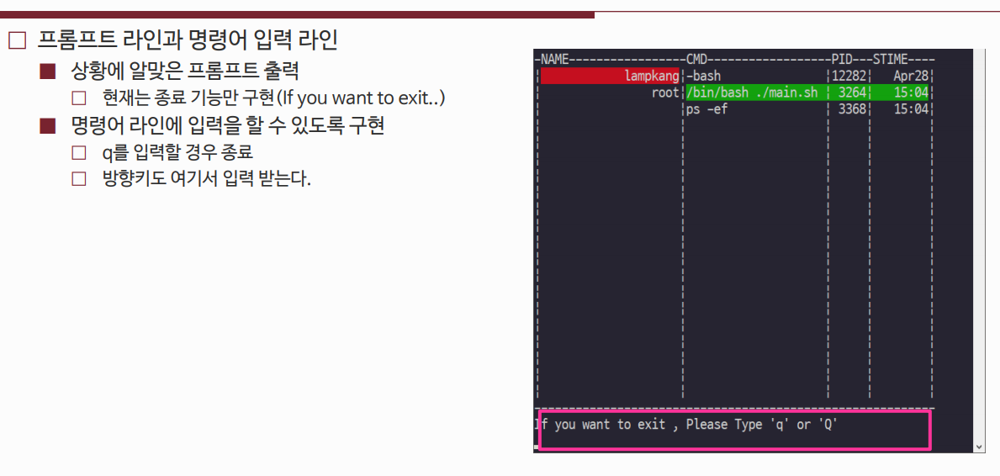 프롬프트 라인과 명령어 입력 라인
상황에 알맞은 프롬프트 출력
현재는 종료 기능만 구현(If you want to exit..)
명령어 라인에 입력을 할 수 있도록 구현
q를 입력할 경우 종료
방향키도 여기서 입력 받는다.
-NAME-----------------CMD------------------PID---STIME----
lampkang¦-bash ¦12282¦ Apr28¦
root¦/bin/bash ./main.sh ¦ 3264¦ 15:04¦
¦ps -ef ¦ 3368¦ 15:04¦
If you want to exit , Please Type 'q' or 'Q'